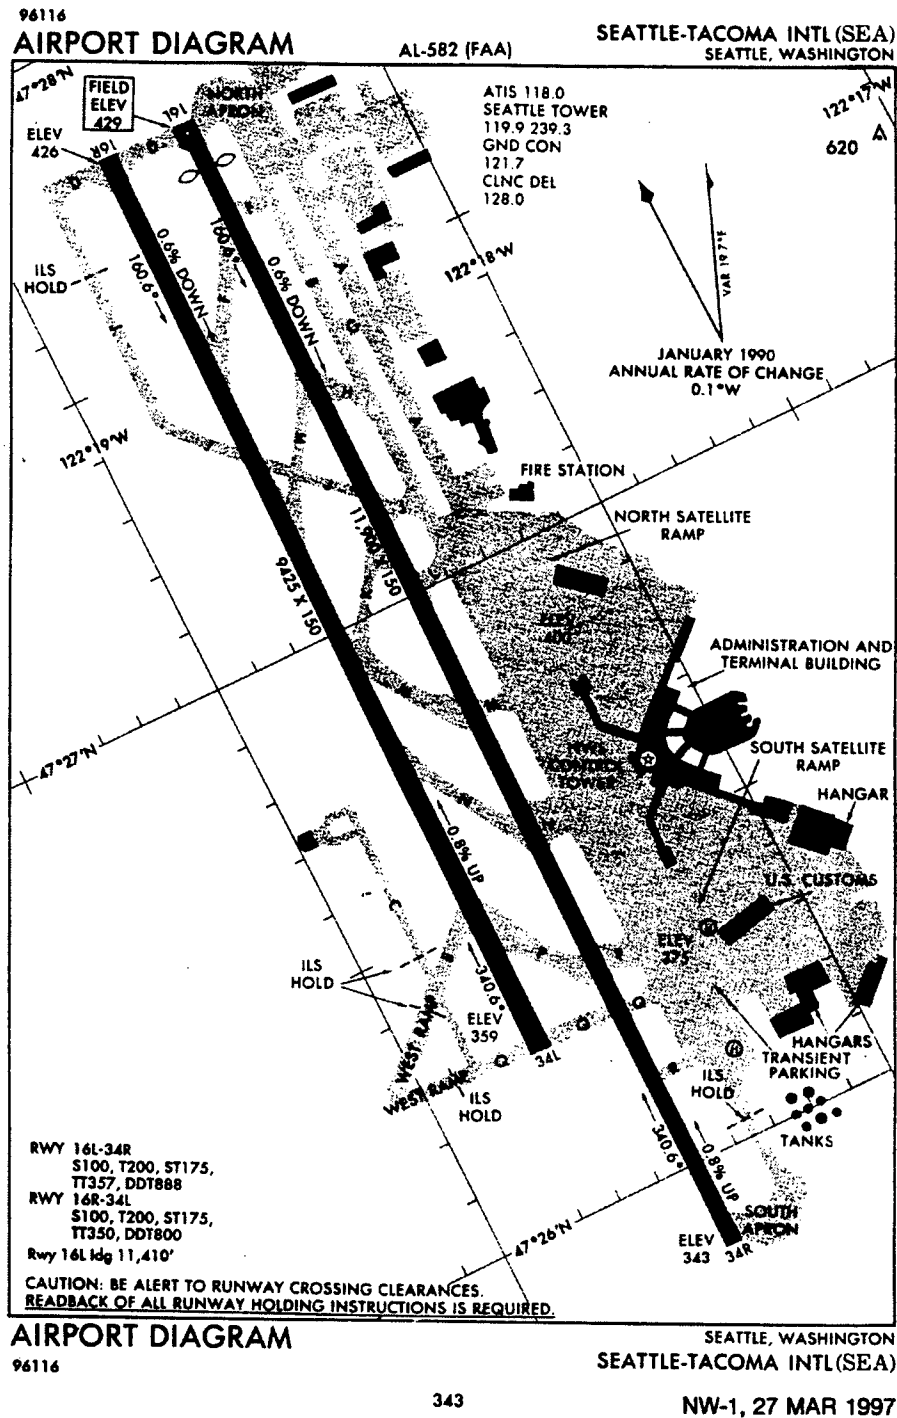 96116
AIRPORT DIAGRAM
AL-582 (FAA)
SEATTLE-TACOMA INTL (SEA)
SEATTLE, WASHINGTON
47°28'N
FIELD
ELEV
429
NORTH
APRON
ATIS 118.0
SEATTLE TOWER
119.9 239.3
GND CON
121.7
CLNC DEL
128.0
122°17'W
620
ELEV
426
16R
16L
ILS
HOLD
0.6% DOWN
160.6°
160.6°
0.6% DOWN
122°18'W
VAR 19.7°E
JANUARY 1990
ANNUAL RATE OF CHANGE
0.1°W
122°19'W
FIRE STATION
NORTH SATELLITE
RAMP
11,900 X 150
9425 X 150
ELEV
ADMINISTRATION AND
TERMINAL BUILDING
NWS
CONTROL
TOWER
SOUTH SATELLITE
RAMP
HANGAR
47°27'N
0.8% UP
U.S. CUSTOMS
ELEV
375
ILS
HOLD
340.6°
ELEV
359
34L
WEST RAMP
WEST RAMP
ILS
HOLD
HANGARS
TRANSIENT
PARKING
ILS
HOLD
TANKS
340.6°
0.8% UP
SOUTH
APRON
ELEV
343
34R
47°26'N
RWY 16L-34R
S100, T200, ST175,
TT357, DDT888
RWY 16R-34L
S100, T200, ST175,
TT350, DDT800
Rwy 16L ldg 11,410'
CAUTION: BE ALERT TO RUNWAY CROSSING CLEARANCES.
READBACK OF ALL RUNWAY HOLDING INSTRUCTIONS IS REQUIRED.
AIRPORT DIAGRAM
96116
SEATTLE, WASHINGTON
SEATTLE-TACOMA INTL (SEA)
343
NW-1, 27 MAR 1997